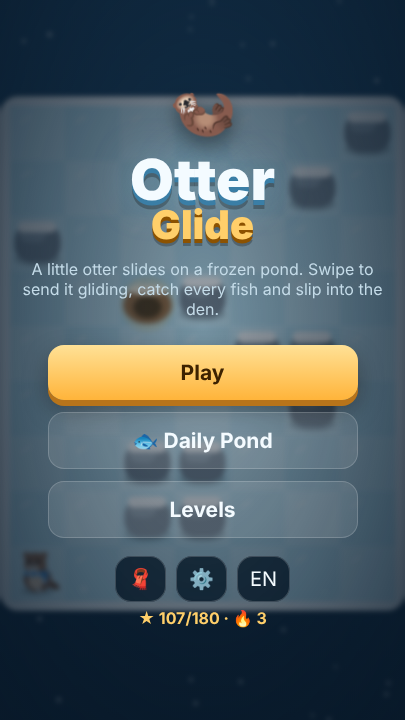 Otter
Glide
A little otter slides on a frozen pond. Swipe to
send it gliding, catch every fish and slip into the
den.
Play
🐟 Daily Pond
Levels
EN
★ 107/180 · 🔥 3